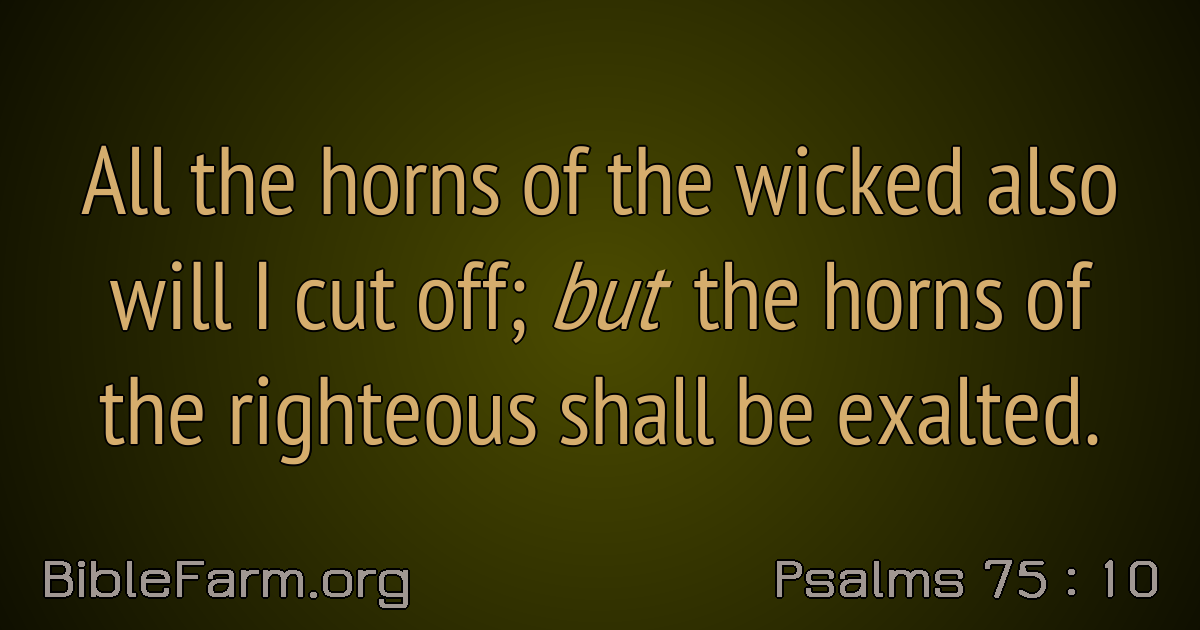 All the horns of the wicked also
will I cut off; but the horns of
the righteous shall be exalted.
BibleFarm.org
Psalms 75 : 10